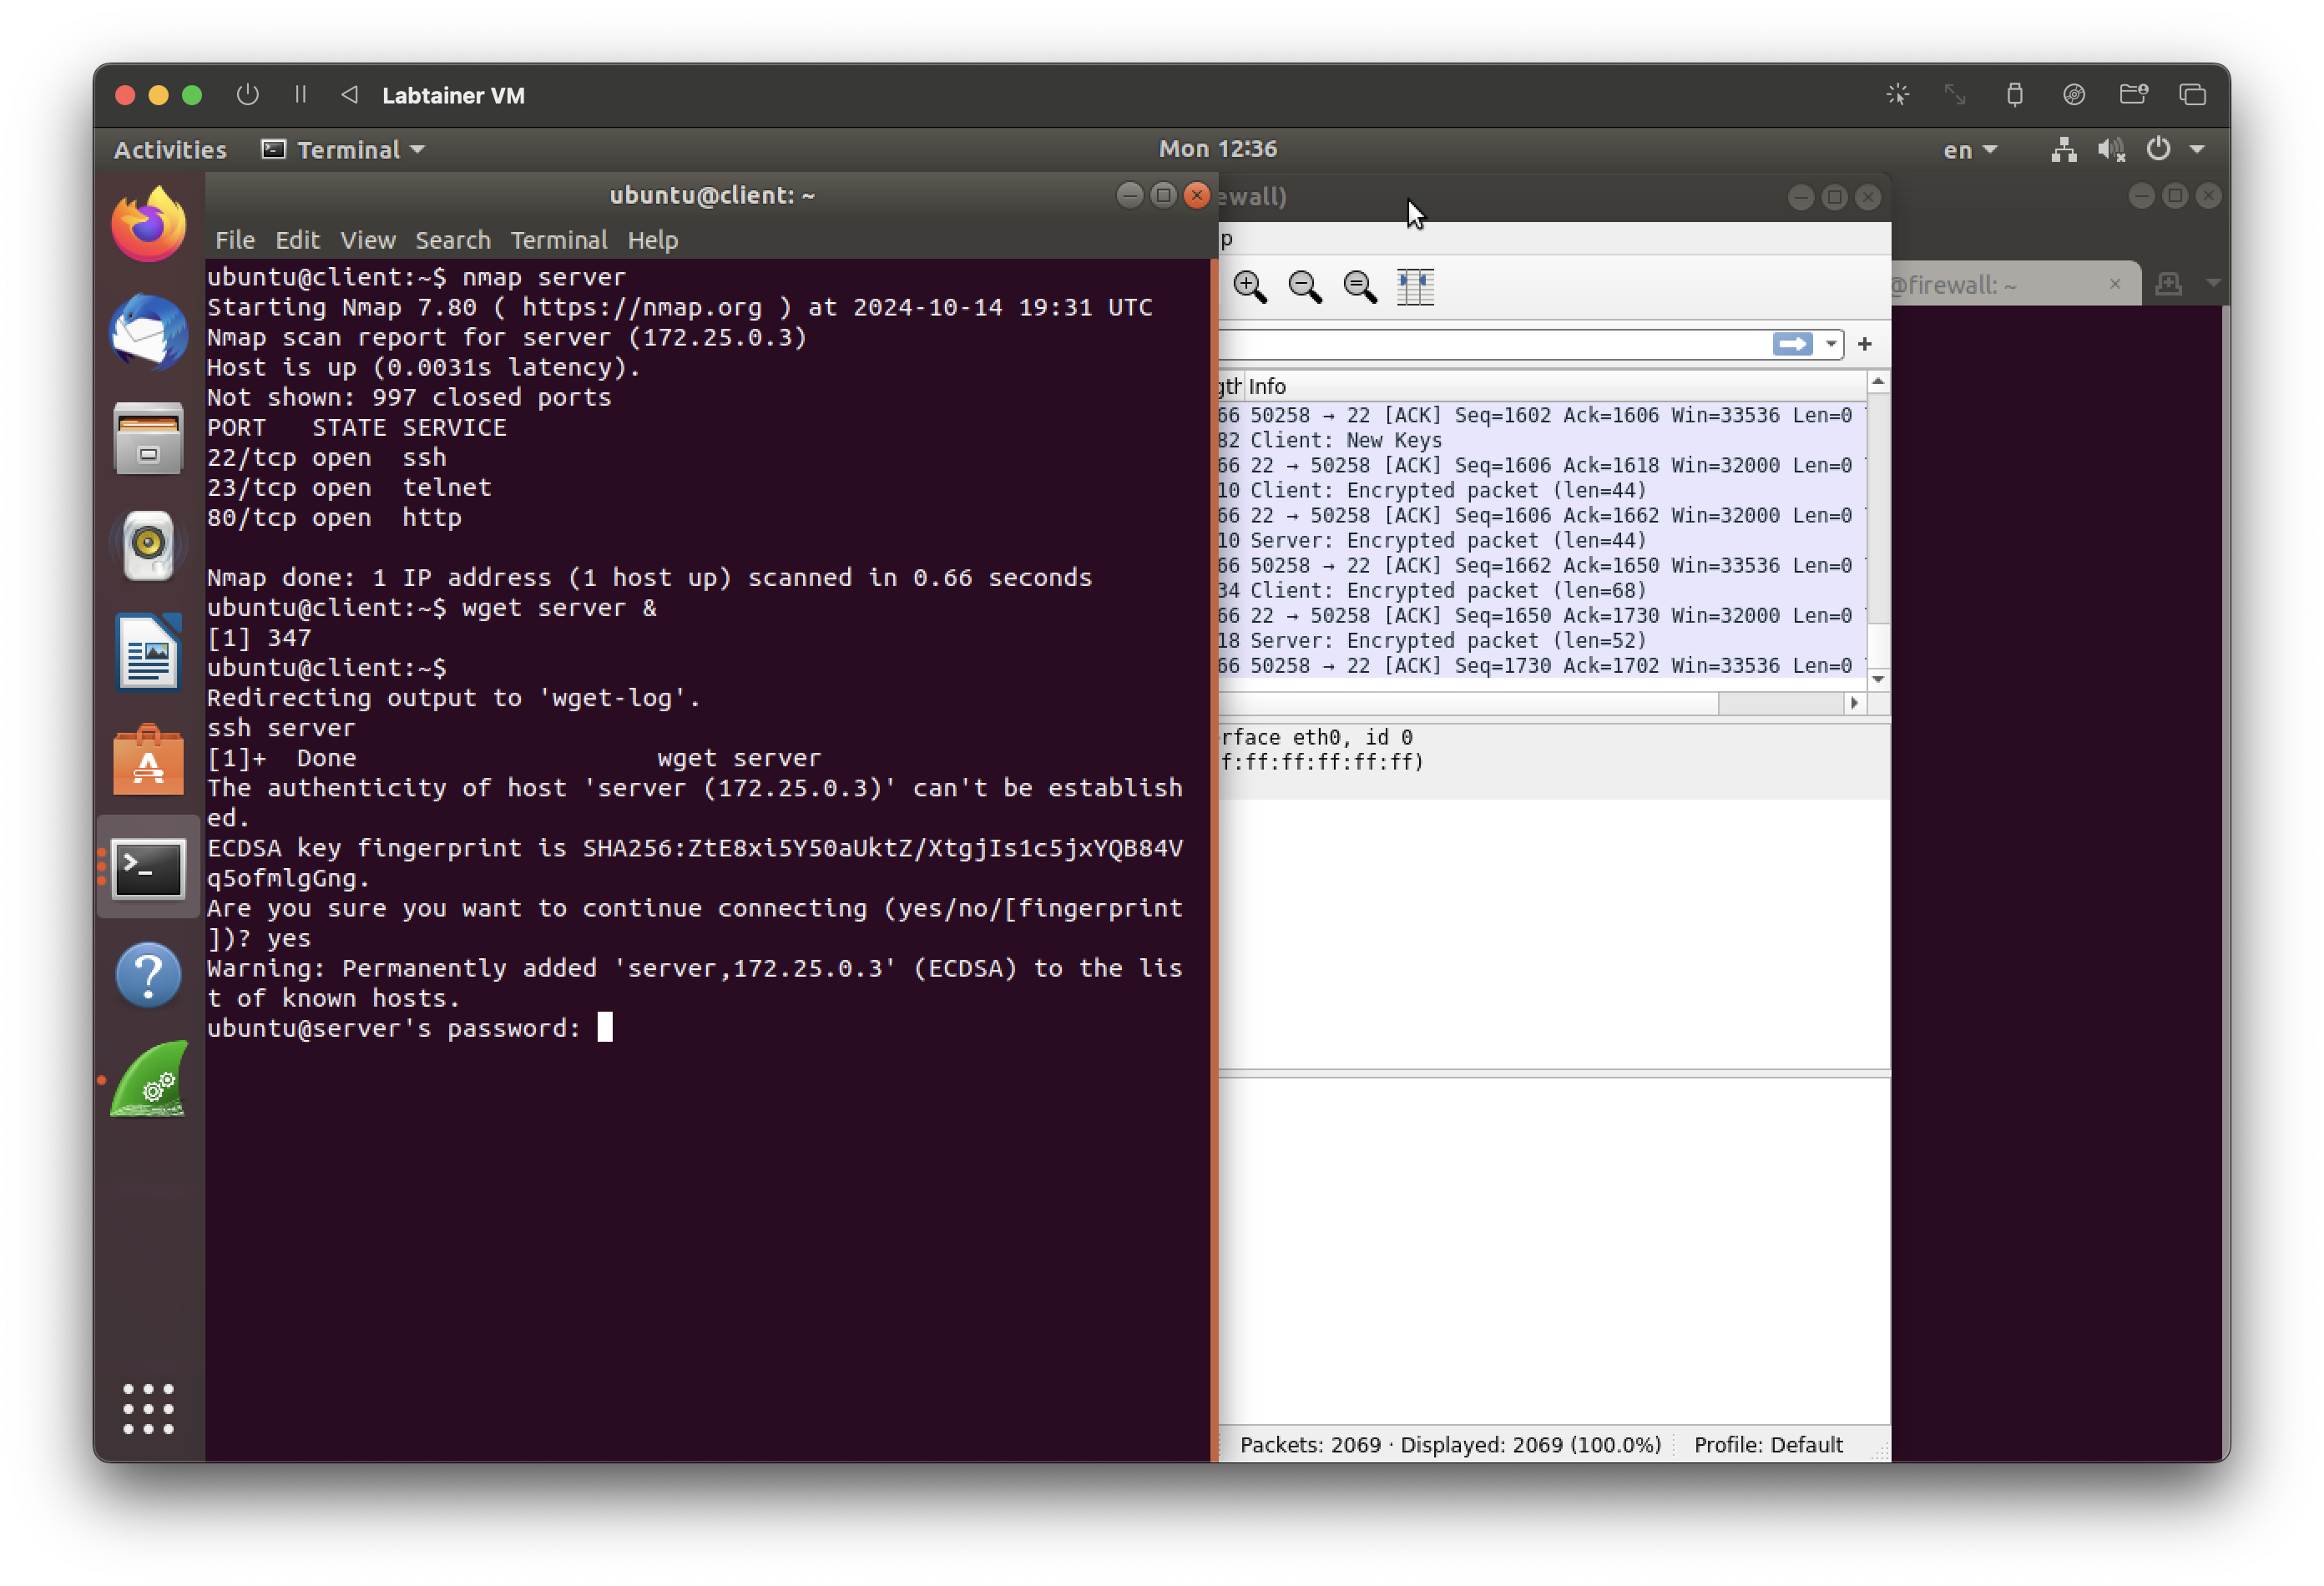 Labtainer VM
Activities
Terminal
Mon 12:36
en
ubuntu@client: ~
File Edit View Search Terminal Help
ubuntu@client:~$ nmap server
Starting Nmap 7.80 ( https://nmap.org ) at 2024-10-14 19:31 UTC
Nmap scan report for server (172.25.0.3)
Host is up (0.0031s latency).
Not shown: 997 closed ports
PORT   STATE SERVICE
22/tcp open  ssh
23/tcp open  telnet
80/tcp open  http
Nmap done: 1 IP address (1 host up) scanned in 0.66 seconds
ubuntu@client:~$ wget server &
[1] 347
ubuntu@client:~$
Redirecting output to 'wget-log'.
ssh server
[1]+  Done                    wget server
The authenticity of host 'server (172.25.0.3)' can't be establish
ed.
ECDSA key fingerprint is SHA256:ZtE8xi5Y50aUktZ/XtgjIs1c5jxYQB84V
q5ofmlgGng.
Are you sure you want to continue connecting (yes/no/[fingerprint
])? yes
Warning: Permanently added 'server,172.25.0.3' (ECDSA) to the lis
t of known hosts.
ubuntu@server's password:
ewall)
p
gth Info
66 50258 → 22 [ACK] Seq=1602 Ack=1606 Win=33536 Len=0
82 Client: New Keys
66 22 → 50258 [ACK] Seq=1606 Ack=1618 Win=32000 Len=0
10 Client: Encrypted packet (len=44)
66 22 → 50258 [ACK] Seq=1606 Ack=1662 Win=32000 Len=0
10 Server: Encrypted packet (len=44)
66 50258 → 22 [ACK] Seq=1662 Ack=1650 Win=33536 Len=0
34 Client: Encrypted packet (len=68)
66 22 → 50258 [ACK] Seq=1650 Ack=1730 Win=32000 Len=0
18 Server: Encrypted packet (len=52)
66 50258 → 22 [ACK] Seq=1730 Ack=1702 Win=33536 Len=0
rface eth0, id 0
f:ff:ff:ff:ff:ff)
Packets: 2069 · Displayed: 2069 (100.0%)
Profile: Default
@firewall: ~